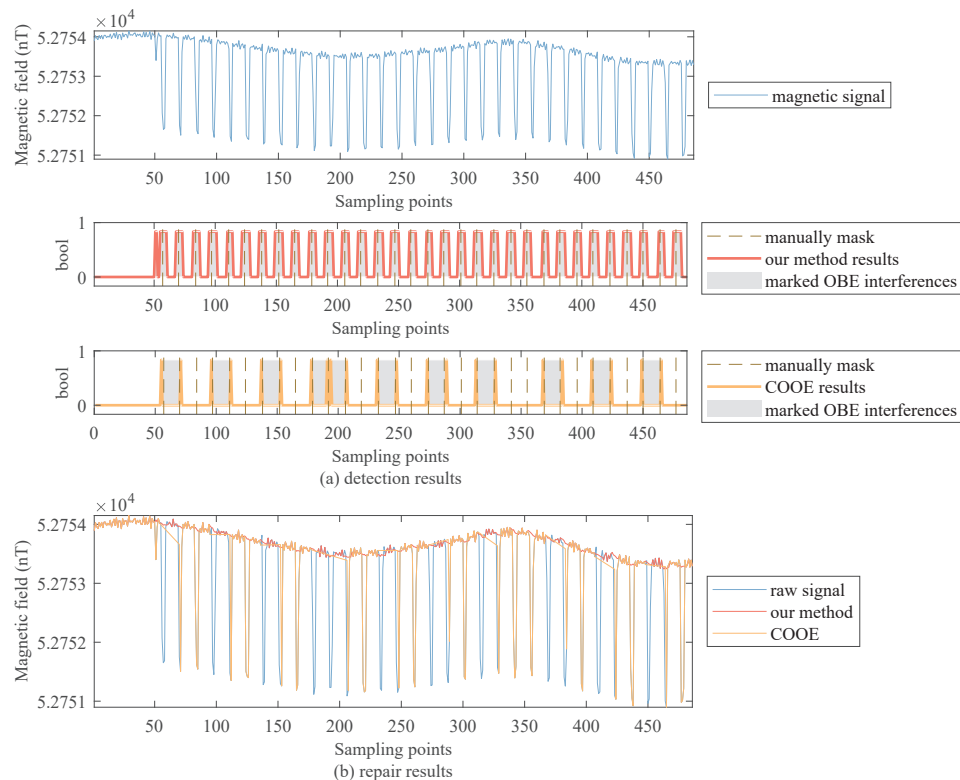 ×10⁴
5.2754
5.2753
5.2752
5.2751
Magnetic field (nT)
50 100 150 200 250 300 350 400 450
Sampling points
magnetic signal
1
0
bool
50 100 150 200 250 300 350 400 450
Sampling points
manually mask
our method results
marked OBE interferences
1
0
bool
0 50 100 150 200 250 300 350 400 450
Sampling points
manually mask
COOE results
marked OBE interferences
(a) detection results
×10⁴
5.2754
5.2753
5.2752
5.2751
Magnetic field (nT)
50 100 150 200 250 300 350 400 450
Sampling points
raw signal
our method
COOE
(b) repair results